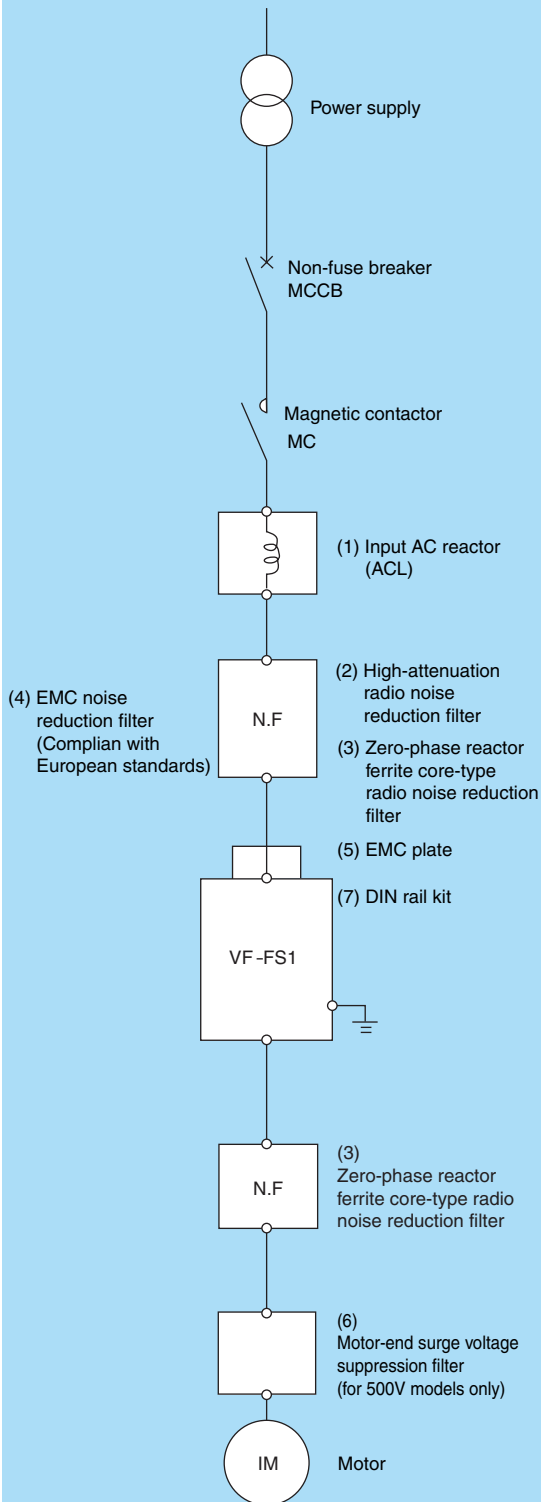 Power supply
Non-fuse breaker
MCCB
Magnetic contactor
MC
(1) Input AC reactor
(ACL)
(4) EMC noise
reduction filter
(Complian with
European standards)
N.F
(2) High-attenuation
radio noise
reduction filter
(3) Zero-phase reactor
ferrite core-type
radio noise reduction
filter
(5) EMC plate
(7) DIN rail kit
VF-FS1
N.F
(3)
Zero-phase reactor
ferrite core-type radio
noise reduction filter
(6)
Motor-end surge voltage
suppression filter
(for 500V models only)
IM
Motor